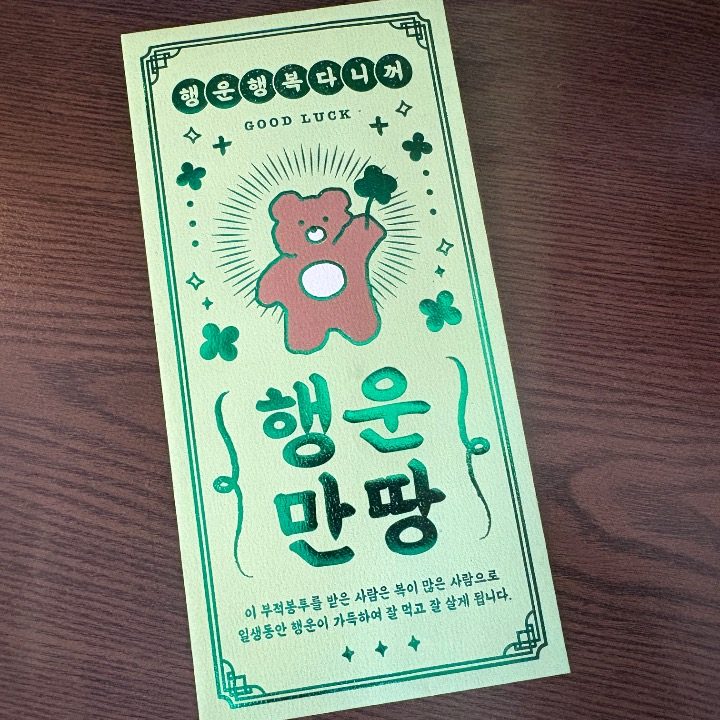 행운행복다니꺼
GOOD LUCK
행운
만땅
이 부적봉투를 받은 사람은 복이 많은 사람으로
일생동안 행운이 가득하여 잘 먹고 잘 살게 됩니다.